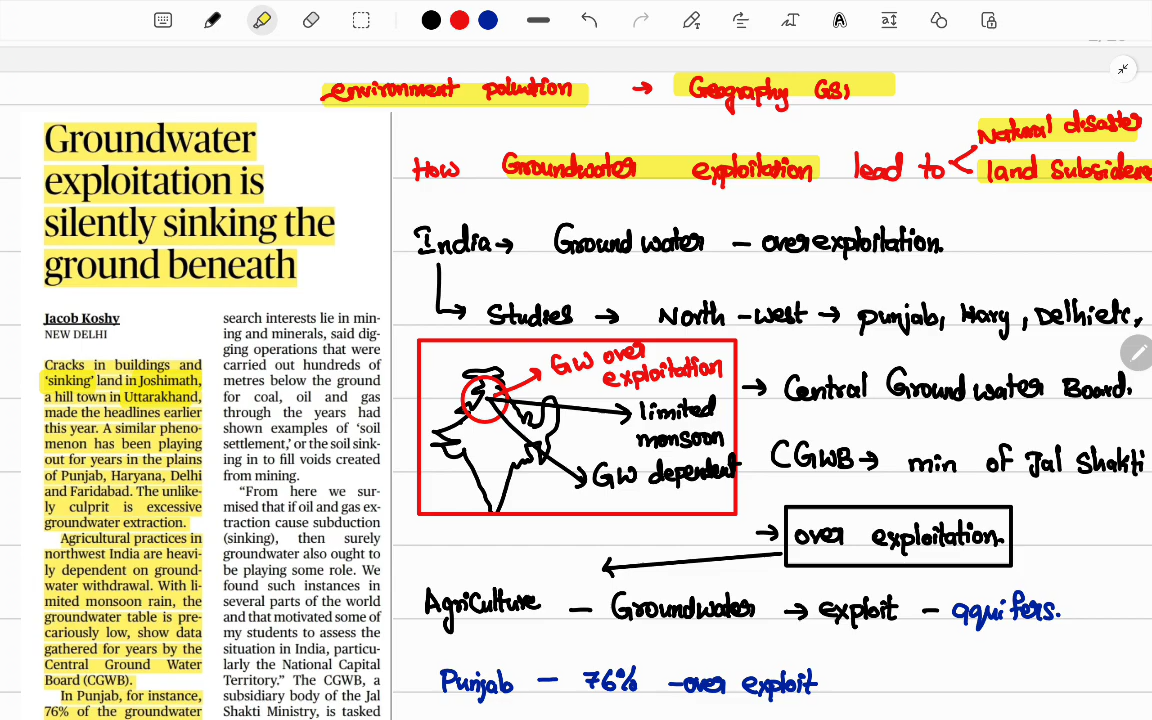 environment pollution → Geography GS1
Groundwater
exploitation is
silently sinking the
ground beneath
Jacob Koshy
NEW DELHI
Cracks in buildings and
‘sinking’ land in Joshimath,
a hill town in Uttarakhand,
made the headlines earlier
this year. A similar pheno-
menon has been playing
out for years in the plains
of Punjab, Haryana, Delhi
and Faridabad. The unlike-
ly culprit is excessive
groundwater extraction.
Agricultural practices in
northwest India are heavi-
ly dependent on ground-
water withdrawal. With li-
mited monsoon rain, the
groundwater table is pre-
cariously low, show data
gathered for years by the
Central Ground Water
Board (CGWB).
In Punjab, for instance,
76% of the groundwater
search interests lie in min-
ing and minerals, said dig-
ging operations that were
carried out hundreds of
metres below the ground
for coal, oil and gas
through the years had
shown examples of ‘soil
settlement,’ or the soil sink-
ing in to fill voids created
from mining.
“From here we sur-
mised that if oil and gas ex-
traction cause subduction
(sinking), then surely
groundwater also ought to
be playing some role. We
found such instances in
several parts of the world
and that motivated some of
my students to assess the
situation in India, particu-
larly the National Capital
Territory.” The CGWB, a
subsidiary body of the Jal
Shakti Ministry, is tasked
Natural disaster
How Groundwater exploitation lead to land Subsidence
India → Ground water – overexploitation.
Studies → North-west → punjab, Hary, Delhi etc,
GW over
exploitation
limited
monsoon
GW dependent
→ Central Ground water Board.
CGWB → min of Jal Shakti
→ over exploitation.
Agriculture – Groundwater → exploit – aquifers.
Punjab – 76% – over exploit